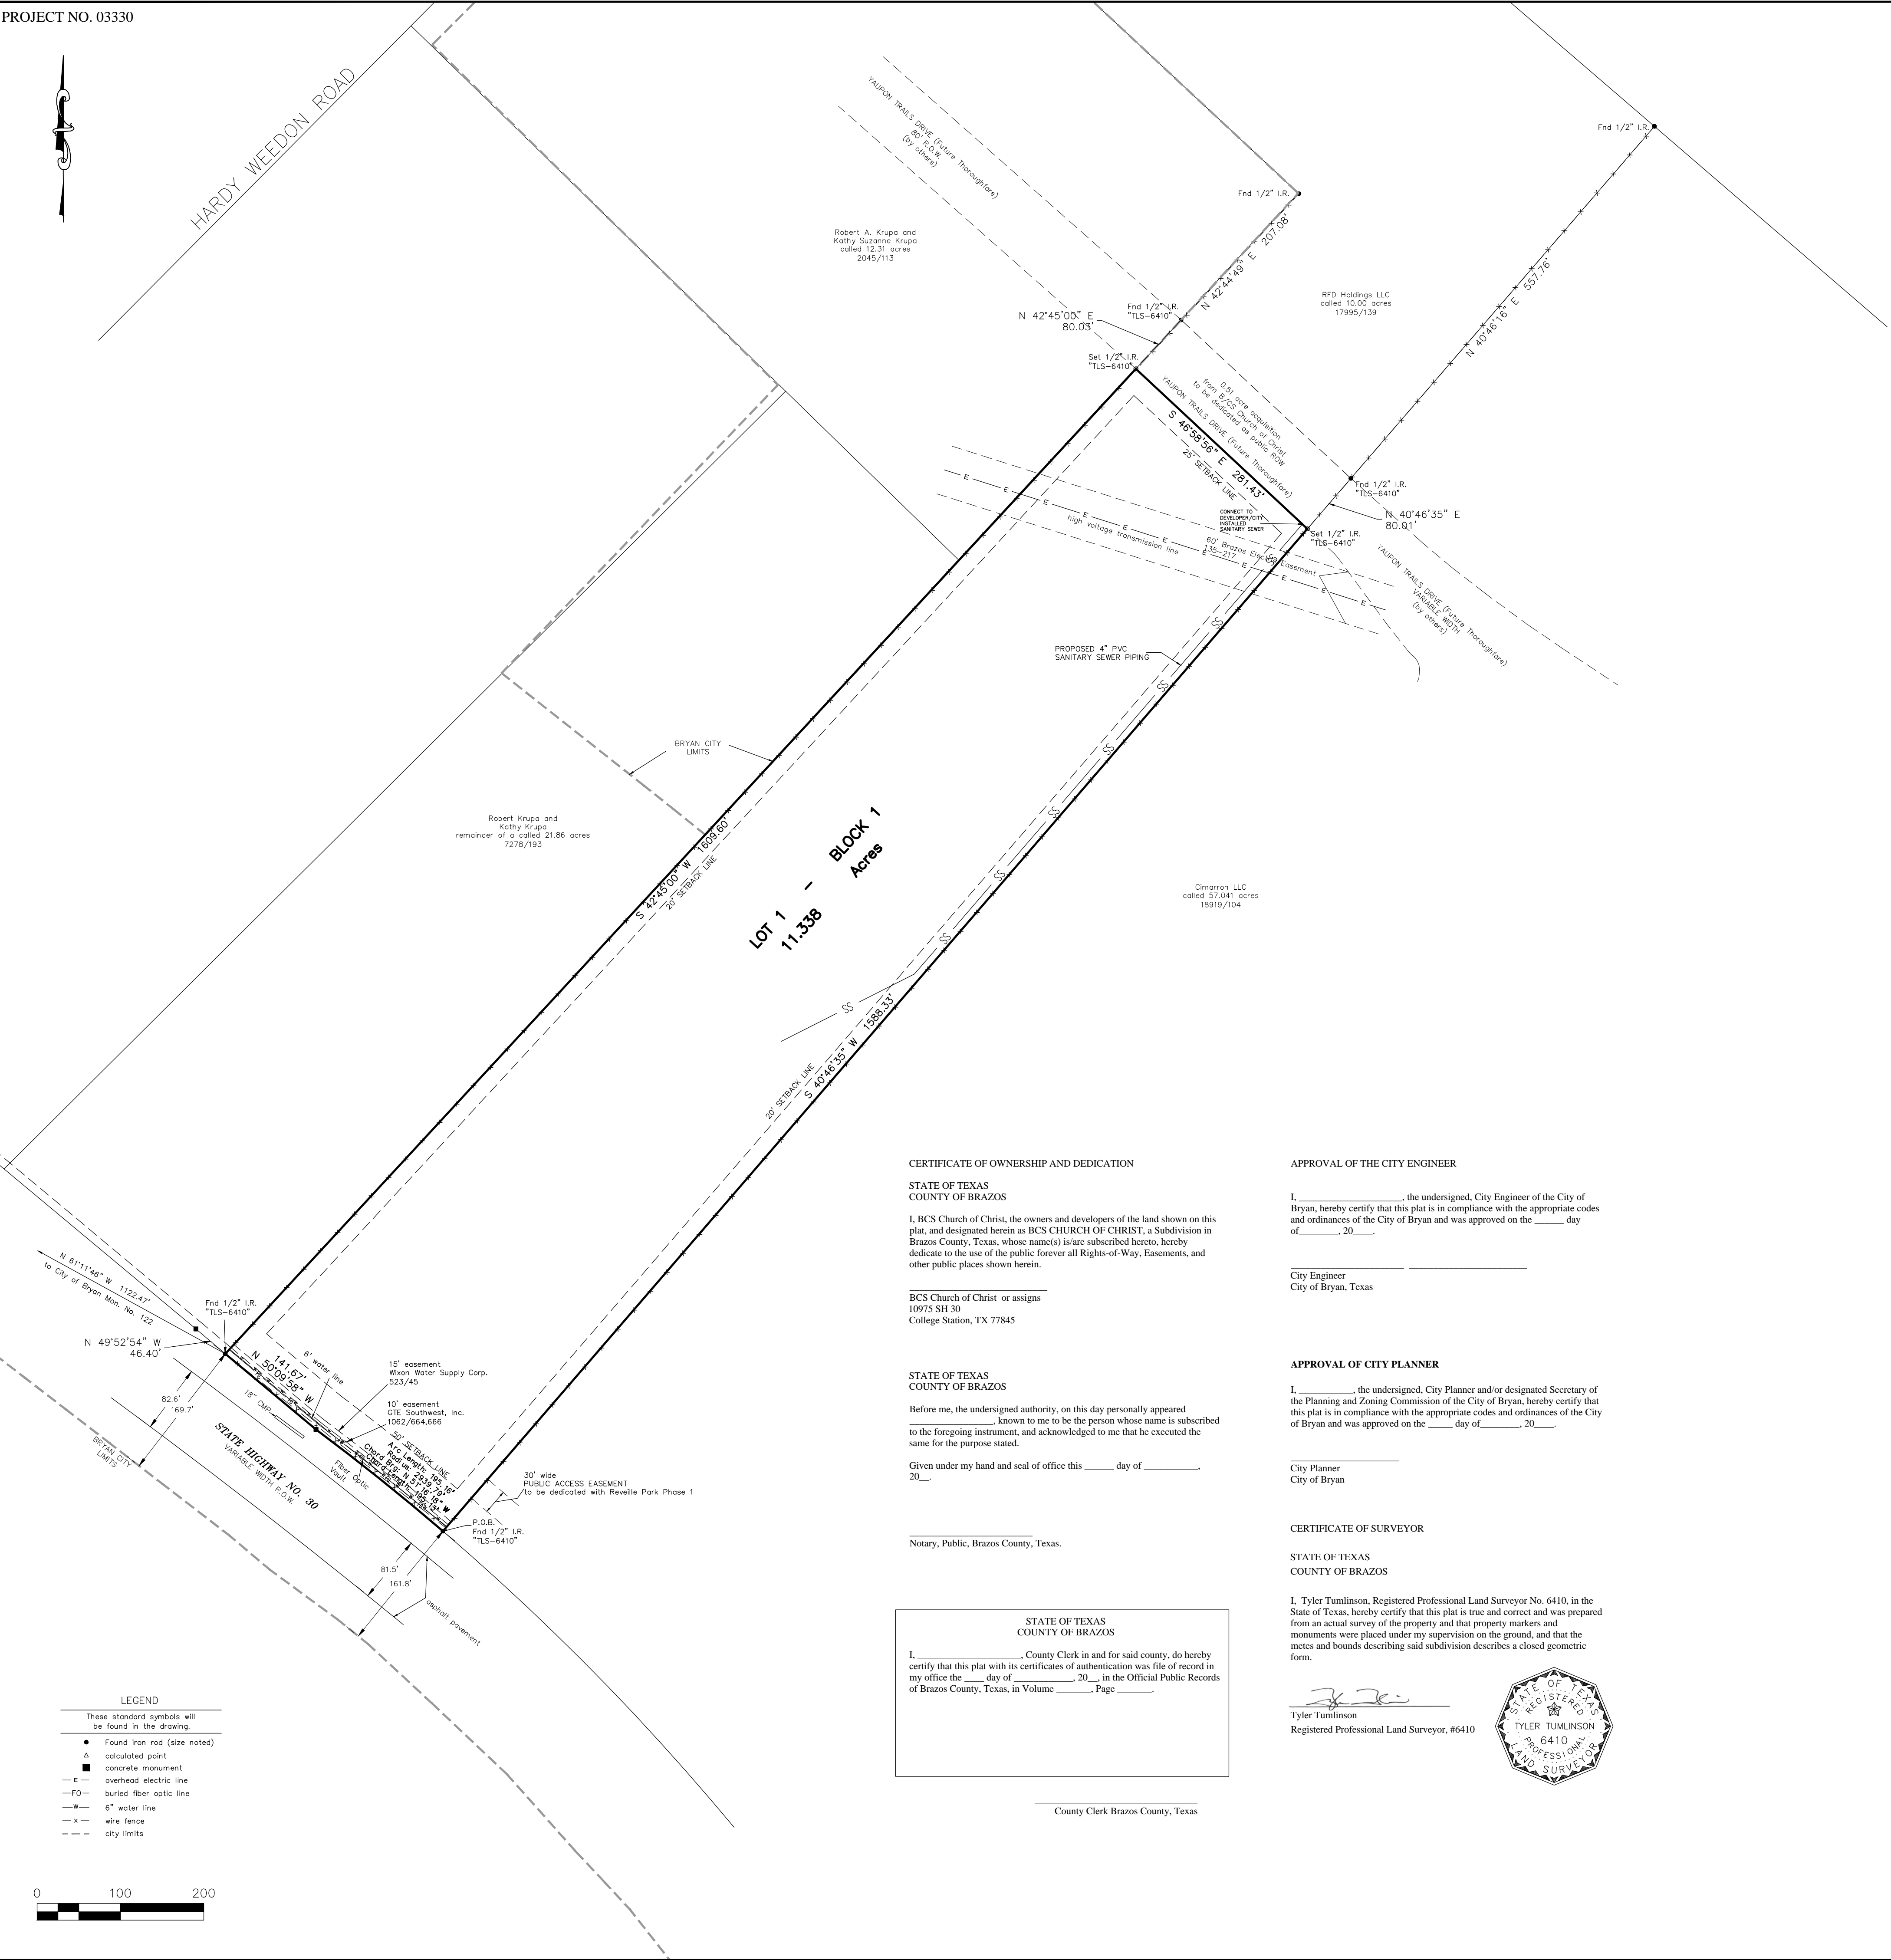 PROJECT NO. 03330
HARDY WEEDON ROAD
YAUPON TRAILS DRIVE (Future Thoroughfare)
80' R.O.W.
(by others)
Robert A. Krupa and
Kathy Suzanne Krupa
called 12.31 acres
2045/113
Fnd 1/2" I.R.
Fnd 1/2" I.R.
N 42°44'49" E 207.08'
RFD Holdings LLC
called 10.00 acres
17995/139
N 40°46'16" E 557.76'
Fnd 1/2" I.R.
"TLS-6410"
N 42°45'00" E
80.03'
Set 1/2" I.R.
"TLS-6410"
0.51 acre acquisition
from B/CS Church of Christ
to be dedicated as public ROW
YAUPON TRAILS DRIVE (Future Thoroughfare)
S 46°58'56" E 281.43'
25' SETBACK LINE
Fnd 1/2" I.R.
"TLS-6410"
N 40°46'35" E
80.01'
CONNECT TO
DEVELOPER/CITY
INSTALLED
SANITARY SEWER
Set 1/2" I.R.
"TLS-6410"
E E E E E E E E E E
high voltage transmission line
60' Brazos Electric Easement
135-217
YAUPON TRAILS DRIVE (Future Thoroughfare)
VARIABLE WIDTH
(by others)
PROPOSED 4" PVC
SANITARY SEWER PIPING
SS SS SS SS SS SS SS SS
BRYAN CITY
LIMITS
Robert Krupa and
Kathy Krupa
remainder of a called 21.86 acres
7278/193
S 42°45'00" W 1609.60'
20' SETBACK LINE
LOT 1 - BLOCK 1
11.338 Acres
Cimarron LLC
called 57.041 acres
18919/104
20' SETBACK LINE
S 40°46'35" W 1588.33'
N 61°11'46" W 1122.47'
to City of Bryan Mon. No. 122
Fnd 1/2" I.R.
"TLS-6410"
N 49°52'54" W
46.40'
141.67'
N 50°09'58" W
6" water line
15' easement
Wixon Water Supply Corp.
523/45
10' easement
GTE Southwest, Inc.
1062/664,666
82.6'
169.7'
18"
CMP
50' SETBACK LINE
Arc Length: 195.16'
Radius: 2939.79'
Chord Brg: N 51°16'18" W
Chord Length: 195.13'
STATE HIGHWAY NO. 30
VARIABLE WIDTH R.O.W.
Fiber Optic
Vault
BRYAN CITY
LIMITS
30' wide
PUBLIC ACCESS EASEMENT
to be dedicated with Reveille Park Phase 1
P.O.B.
Fnd 1/2" I.R.
"TLS-6410"
81.5'
161.8'
asphalt pavement
CERTIFICATE OF OWNERSHIP AND DEDICATION
STATE OF TEXAS
COUNTY OF BRAZOS
I, BCS Church of Christ, the owners and developers of the land shown on this
plat, and designated herein as BCS CHURCH OF CHRIST, a Subdivision in
Brazos County, Texas, whose name(s) is/are subscribed hereto, hereby
dedicate to the use of the public forever all Rights-of-Way, Easements, and
other public places shown herein.
BCS Church of Christ or assigns
10975 SH 30
College Station, TX 77845
STATE OF TEXAS
COUNTY OF BRAZOS
Before me, the undersigned authority, on this day personally appeared
_________________, known to me to be the person whose name is subscribed
to the foregoing instrument, and acknowledged to me that he executed the
same for the purpose stated.
Given under my hand and seal of office this ______ day of ___________,
20__.
Notary, Public, Brazos County, Texas.
STATE OF TEXAS
COUNTY OF BRAZOS
I, _____________________, County Clerk in and for said county, do hereby
certify that this plat with its certificates of authentication was file of record in
my office the ____ day of ____________, 20__, in the Official Public Records
of Brazos County, Texas, in Volume _______, Page _______.
County Clerk Brazos County, Texas
APPROVAL OF THE CITY ENGINEER
I, _____________________, the undersigned, City Engineer of the City of
Bryan, hereby certify that this plat is in compliance with the appropriate codes
and ordinances of the City of Bryan and was approved on the ______ day
of________, 20____.
City Engineer
City of Bryan, Texas
APPROVAL OF CITY PLANNER
I, ___________, the undersigned, City Planner and/or designated Secretary of
the Planning and Zoning Commission of the City of Bryan, hereby certify that
this plat is in compliance with the appropriate codes and ordinances of the City
of Bryan and was approved on the _____ day of________, 20____.
City Planner
City of Bryan
CERTIFICATE OF SURVEYOR
STATE OF TEXAS
COUNTY OF BRAZOS
I, Tyler Tumlinson, Registered Professional Land Surveyor No. 6410, in the
State of Texas, hereby certify that this plat is true and correct and was prepared
from an actual survey of the property and that property markers and
monuments were placed under my supervision on the ground, and that the
metes and bounds describing said subdivision describes a closed geometric
form.
Tyler Tumlinson
Registered Professional Land Surveyor, #6410
STATE OF TEXAS
REGISTERED
TYLER TUMLINSON
6410
PROFESSIONAL
LAND SURVEYOR
LEGEND
These standard symbols will
be found in the drawing.
Found iron rod (size noted)
calculated point
concrete monument
E overhead electric line
FO buried fiber optic line
W 6" water line
x wire fence
city limits
0 100 200